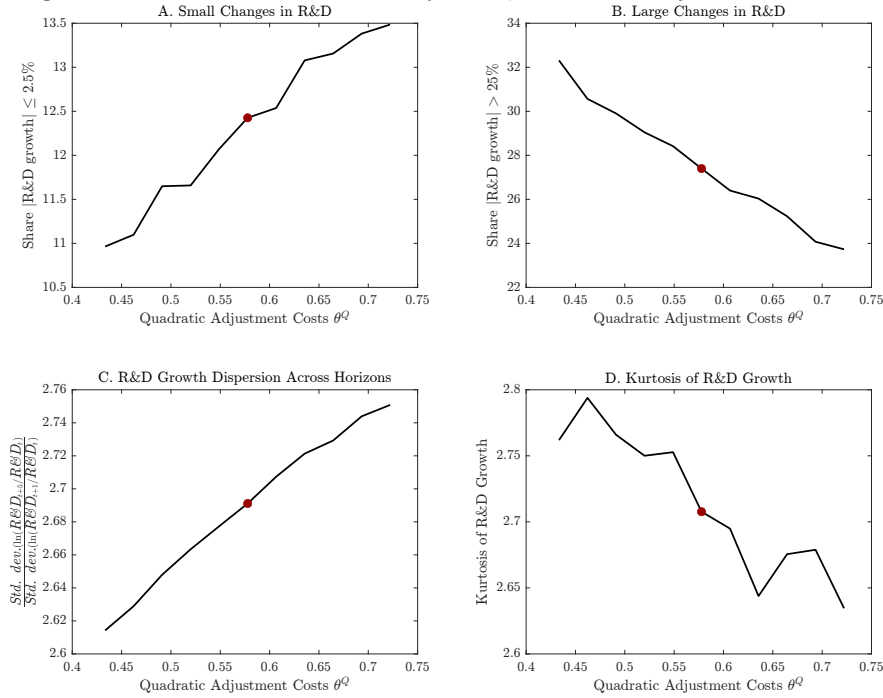 A. Small Changes in R&D
Share |R&D growth| ≤ 2.5%
13.5
13
12.5
12
11.5
11
10.5
0.4 0.45 0.5 0.55 0.6 0.65 0.7 0.75
Quadratic Adjustment Costs θ^Q
B. Large Changes in R&D
Share |R&D growth| > 25%
34
32
30
28
26
24
22
0.4 0.45 0.5 0.55 0.6 0.65 0.7 0.75
Quadratic Adjustment Costs θ^Q
C. R&D Growth Dispersion Across Horizons
Std. dev.(ln(R&D_{t+5}/R&D_t)
Std. dev.(ln(R&D_{t+1}/R&D_t)
2.76
2.74
2.72
2.7
2.68
2.66
2.64
2.62
2.6
0.4 0.45 0.5 0.55 0.6 0.65 0.7 0.75
Quadratic Adjustment Costs θ^Q
D. Kurtosis of R&D Growth
Kurtosis of R&D Growth
2.8
2.75
2.7
2.65
2.6
0.4 0.45 0.5 0.55 0.6 0.65 0.7 0.75
Quadratic Adjustment Costs θ^Q